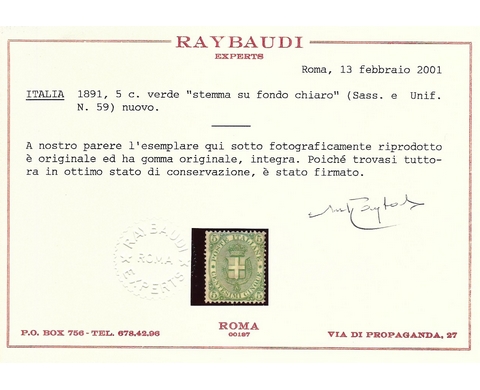 RAYBAUDI
EXPERTS
Roma, 13 febbraio 2001
ITALIA 1891, 5 c. verde "stemma su fondo chiaro" (Sass. e Unif.
N. 59) nuovo.
A nostro parere l'esemplare qui sotto fotograficamente riprodotto
è originale ed ha gomma originale, integra. Poiché trovasi tutto-
ra in ottimo stato di conservazione, è stato firmato.
RAYBAUDI
ROMA
EXPERTS
POSTE ITALIANE
ROMA
00187
P.O. BOX 756 - TEL. 678.42.96
VIA DI PROPAGANDA, 27